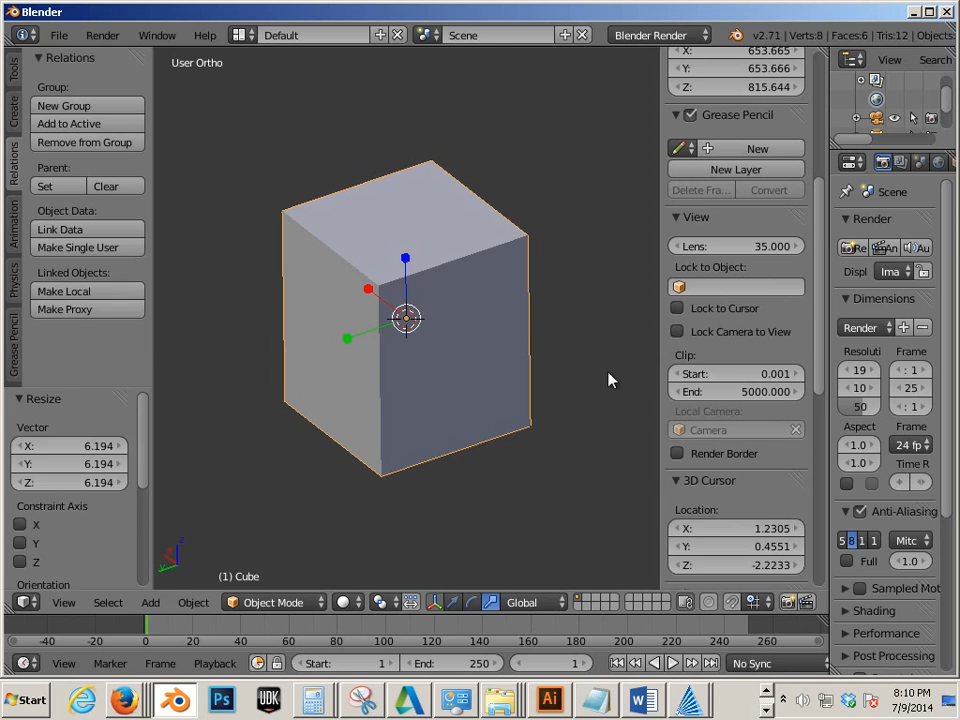 Blender
File Render Window Help Default Scene Blender Render v2.71 | Verts:8 | Faces:6 | Tris:12 | Objects:
Tools
Create
Relations
Animation
Physics
Grease Pencil
Relations
Group:
New Group
Add to Active
Remove from Group
Parent:
Set Clear
Object Data:
Link Data
Make Single User
Linked Objects:
Make Local
Make Proxy
Resize
Vector
X: 6.194
Y: 6.194
Z: 6.194
Constraint Axis
X
Y
Z
Orientation
User Ortho
(1) Cube
X: 653.665
Y: 653.666
Z: 815.644
Grease Pencil
New
New Layer
Delete Fra... Convert
View
Lens: 35.000
Lock to Object:
Lock to Cursor
Lock Camera to View
Clip:
Start: 0.001
End: 5000.000
Local Camera:
Camera
Render Border
3D Cursor
Location:
X: 1.2305
Y: 0.4551
Z: -2.2233
View Search
Scene
Render
Re An Au
Displ Ima
Dimensions
Render
Resoluti Frame
19 : 1
10 25
50 : 1
Aspect Frame
1.0 24 fp
1.0 Time R
Anti-Aliasing
5 8 1 1 Mitc
Full 1.0
Sampled Mot
Shading
Performance
Post Processing
View Select Add Object Object Mode Global
-40 -20 0 20 40 60 80 100 120 140 160 180 200 220 240 260
View Marker Frame Playback Start: 1 End: 250 1 No Sync
Start Ps UDK Ai 8:10 PM
7/9/2014